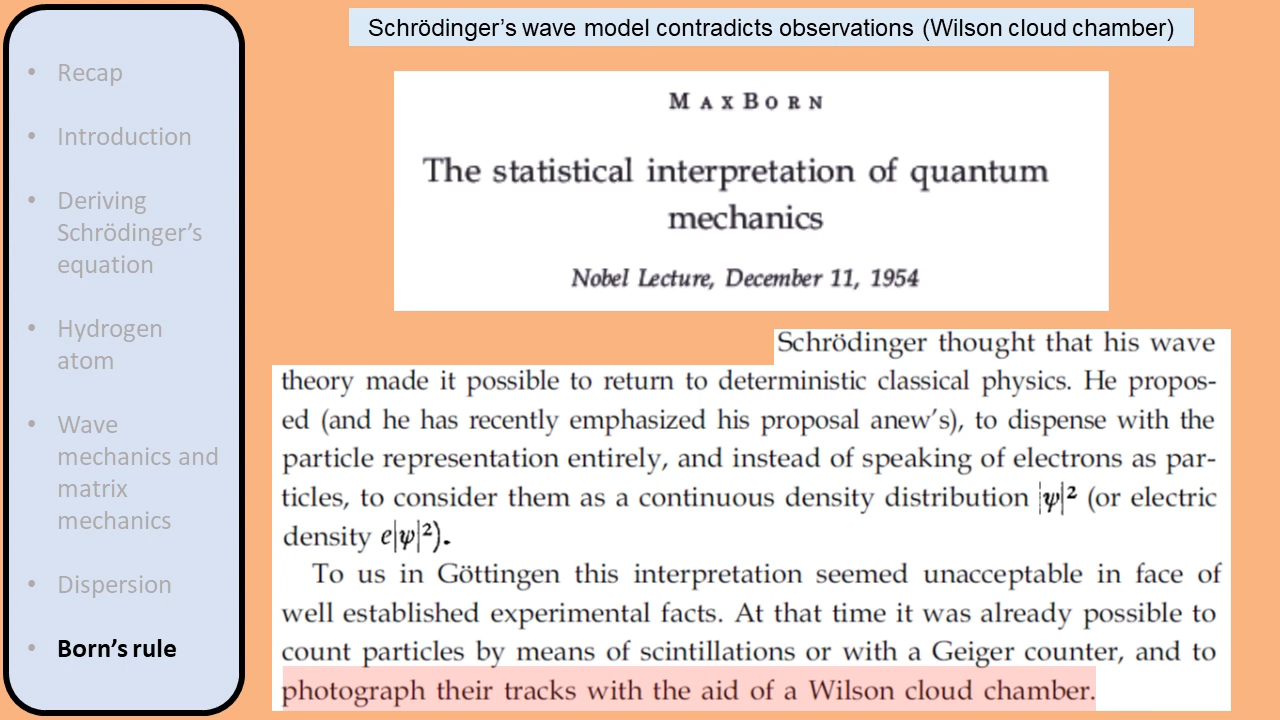 Schrödinger's wave model contradicts observations (Wilson cloud chamber)
• Recap
• Introduction
• Deriving
Schrödinger's
equation
• Hydrogen
atom
• Wave
mechanics and
matrix
mechanics
• Dispersion
• Born's rule
MAX BORN
The statistical interpretation of quantum
mechanics
Nobel Lecture, December 11, 1954
Schrödinger thought that his wave
theory made it possible to return to deterministic classical physics. He propos-
ed (and he has recently emphasized his proposal anew's), to dispense with the
particle representation entirely, and instead of speaking of electrons as par-
ticles, to consider them as a continuous density distribution |ψ|² (or electric
density e|ψ|²).
To us in Göttingen this interpretation seemed unacceptable in face of
well established experimental facts. At that time it was already possible to
count particles by means of scintillations or with a Geiger counter, and to
photograph their tracks with the aid of a Wilson cloud chamber.